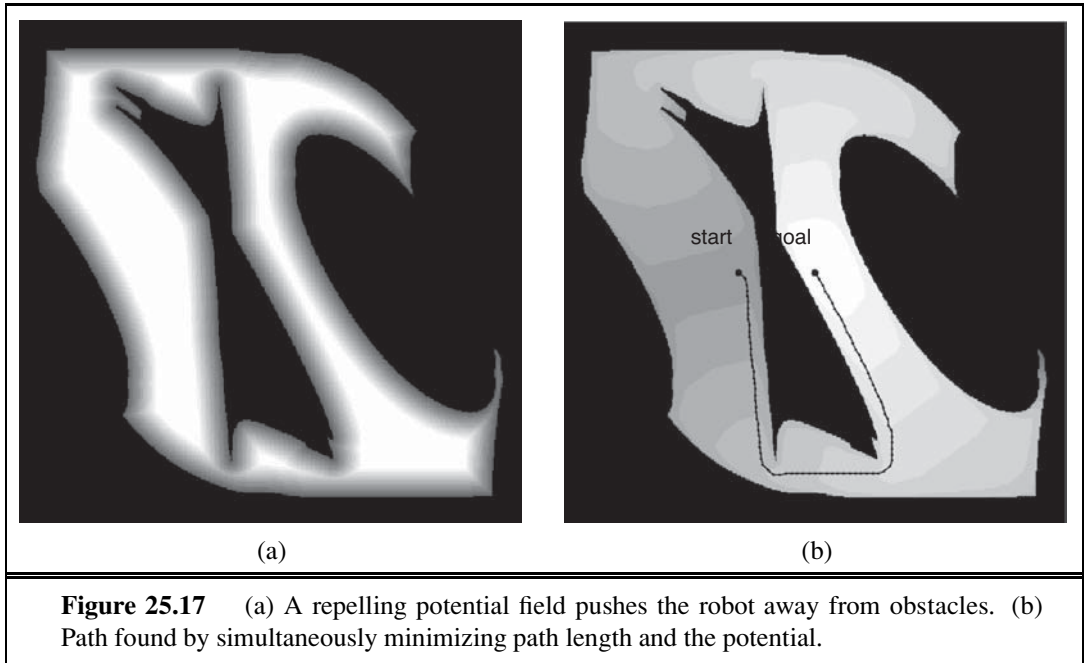 start goal
(a) (b)
Figure 25.17 (a) A repelling potential field pushes the robot away from obstacles. (b)
Path found by simultaneously minimizing path length and the potential.